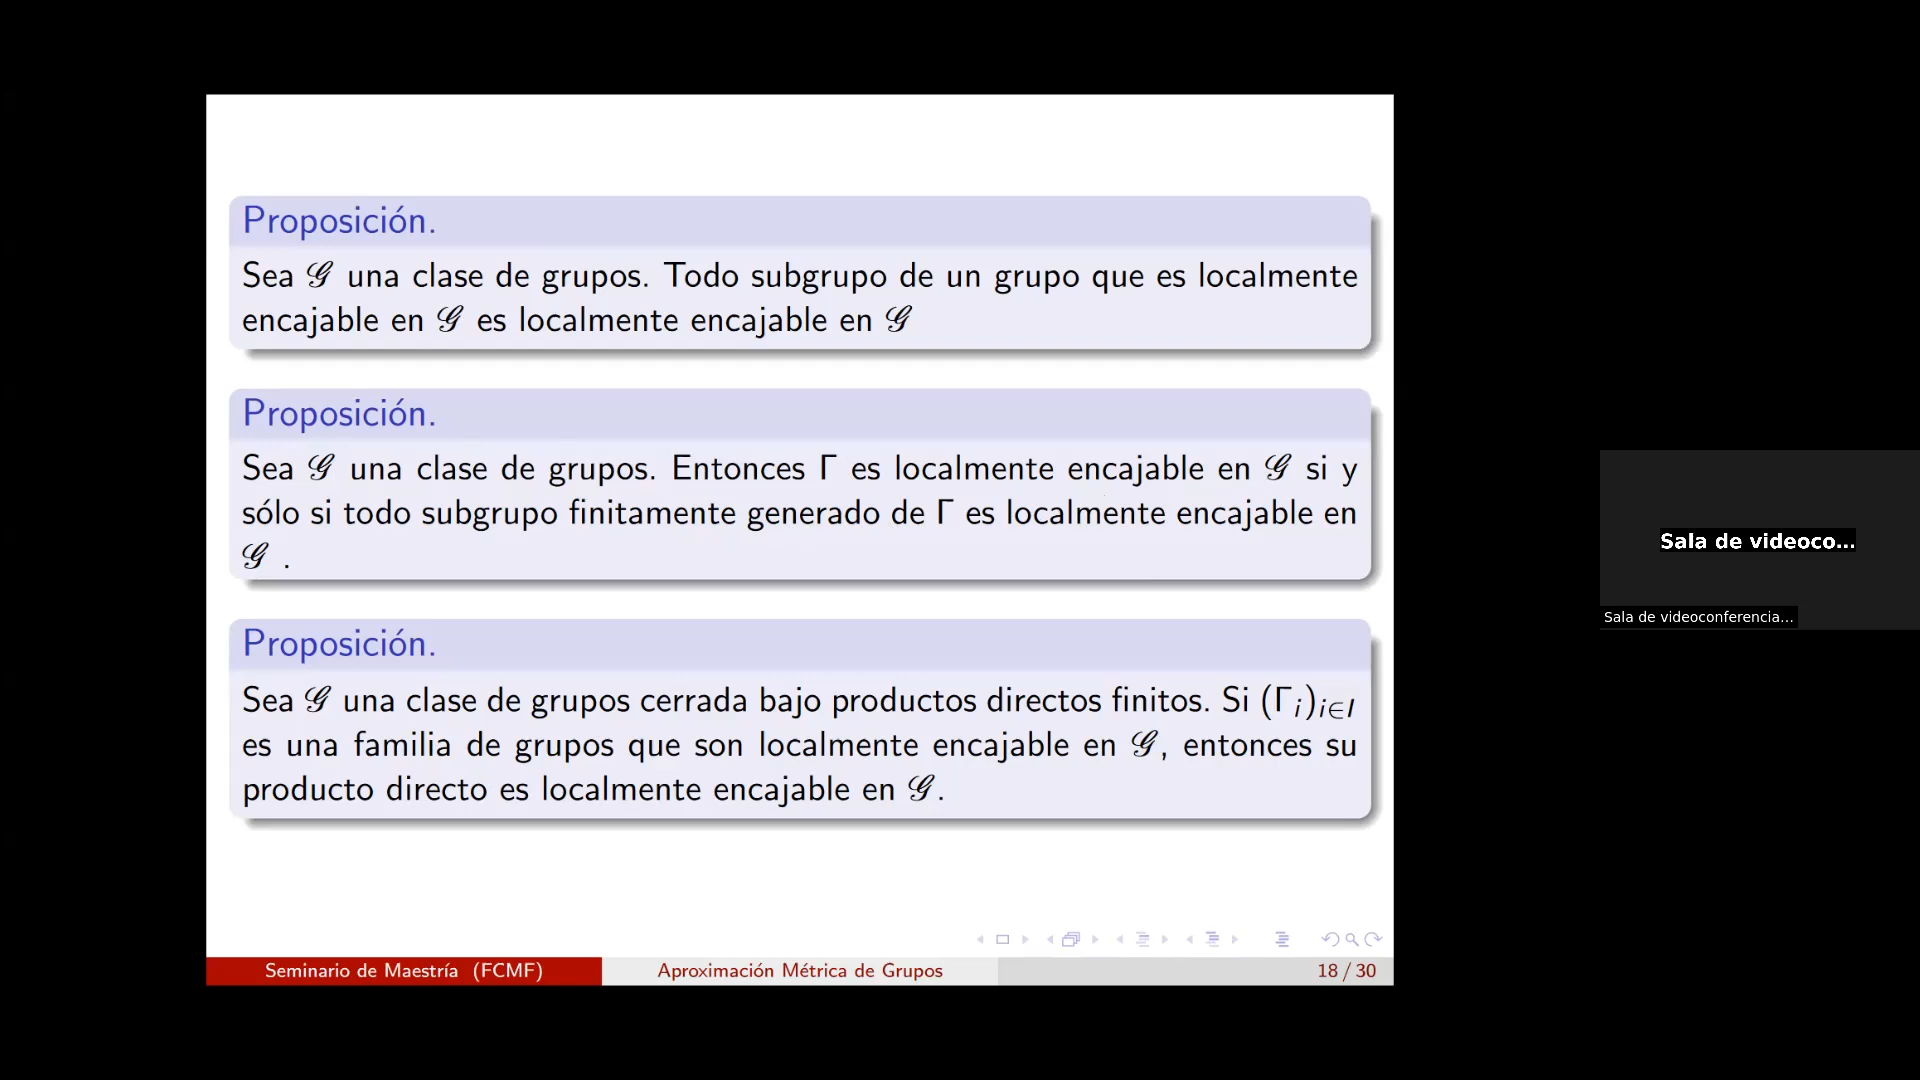 Proposición.
Sea 𝒢 una clase de grupos. Todo subgrupo de un grupo que es localmente
encajable en 𝒢 es localmente encajable en 𝒢
Proposición.
Sea 𝒢 una clase de grupos. Entonces Γ es localmente encajable en 𝒢 si y
sólo si todo subgrupo finitamente generado de Γ es localmente encajable en
𝒢 .
Proposición.
Sea 𝒢 una clase de grupos cerrada bajo productos directos finitos. Si (Γᵢ)ᵢ∈I
es una familia de grupos que son localmente encajable en 𝒢, entonces su
producto directo es localmente encajable en 𝒢.
Seminario de Maestría (FCMF) Aproximación Métrica de Grupos 18 / 30
Sala de videoco...
Sala de videoconferencia...